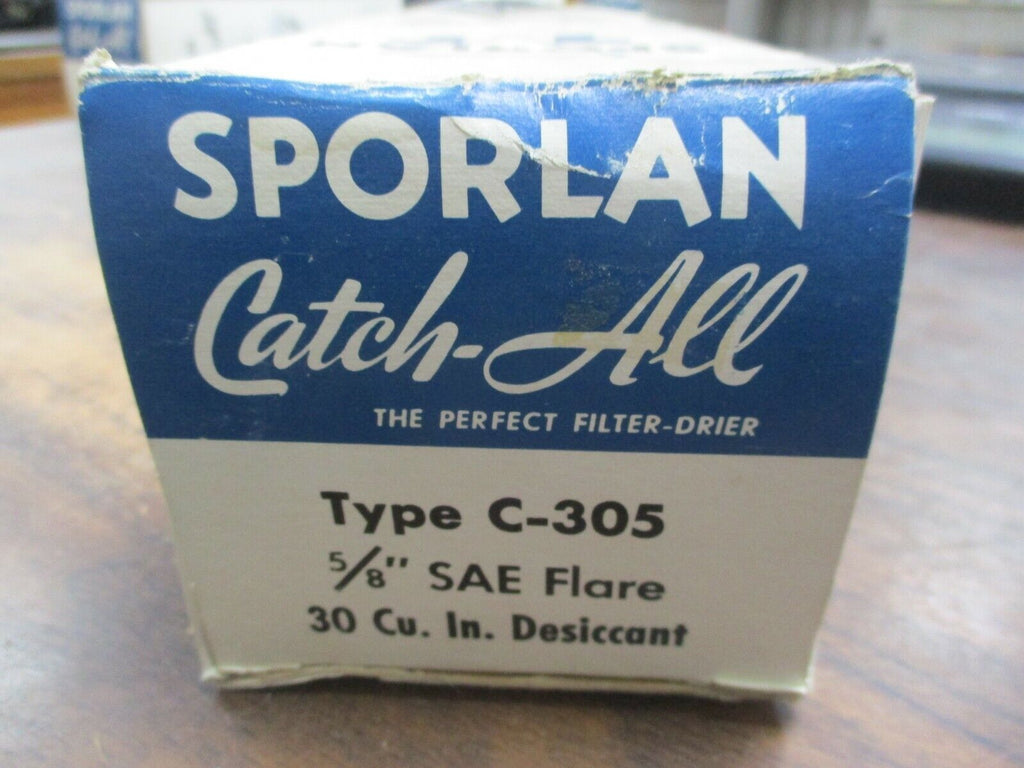 SPORLAN
Catch-All
THE PERFECT FILTER-DRIER
Type C-305
5/8" SAE Flare
30 Cu. In. Desiccant